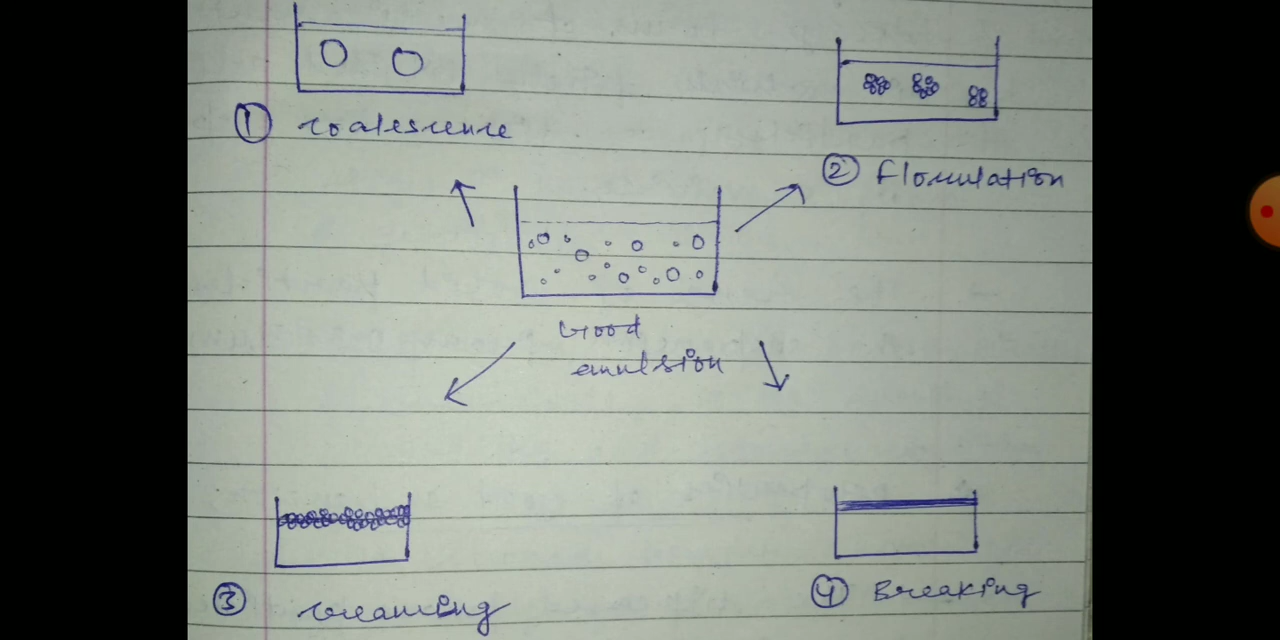 ① Coalescence
② Flocculation
Good
emulsion
③ Creaming
④ Breaking